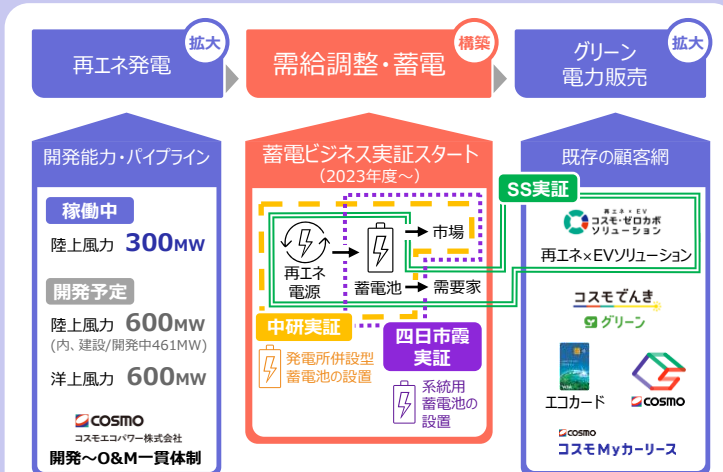 再エネ発電
拡大
需給調整・蓄電
構築
グリーン
電力販売
拡大
開発能力・パイプライン
稼働中
陸上風力 300MW
開発予定
陸上風力 600MW
(内、建設/開発中461MW)
洋上風力 600MW
COSMO
コスモエコパワー株式会社
開発～O&M一貫体制
蓄電ビジネス実証スタート
(2023年度～)
SS実証
再エネ
電源
蓄電池
市場
需要家
中研実証
発電所併設型
蓄電池の設置
四日市霞
実証
系統用
蓄電池の
設置
既存の顧客網
再エネ×EV
コスモ・ゼロカボ
ソリューション
再エネ×EVソリューション
コスモでんき
グリーン
エコカード
COSMO
COSMO
コスモMyカーリース